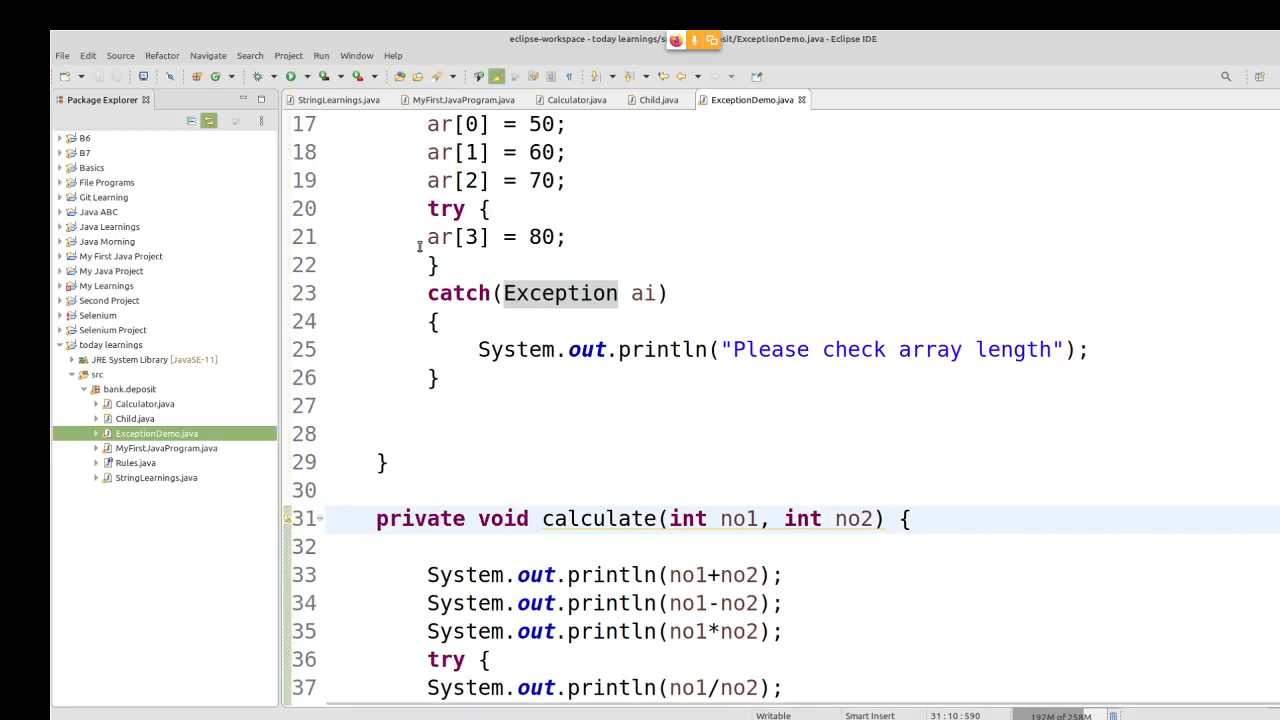 eclipse-workspace - today learnings/s sit/ExceptionDemo.java - Eclipse IDE
File Edit Source Refactor Navigate Search Project Run Window Help
Package Explorer
StringLearnings.java MyFirstJavaProgram.java Calculator.java Child.java ExceptionDemo.java
B6
B7
Basics
File Programs
Git Learning
Java ABC
Java Learnings
Java Morning
My First Java Project
My Java Project
My Learnings
Second Project
Selenium
Selenium Project
today learnings
JRE System Library [JavaSE-11]
src
bank.deposit
Calculator.java
Child.java
ExceptionDemo.java
MyFirstJavaProgram.java
Rules.java
StringLearnings.java
17 ar[0] = 50;
18 ar[1] = 60;
19 ar[2] = 70;
20 try {
21 ar[3] = 80;
22 }
23 catch(Exception ai)
24 {
25 System.out.println("Please check array length");
26 }
27
28
29 }
30
31 private void calculate(int no1, int no2) {
32
33 System.out.println(no1+no2);
34 System.out.println(no1-no2);
35 System.out.println(no1*no2);
36 try {
37 System.out.println(no1/no2);
Writable Smart Insert 31 : 10 : 590 192M of 258M